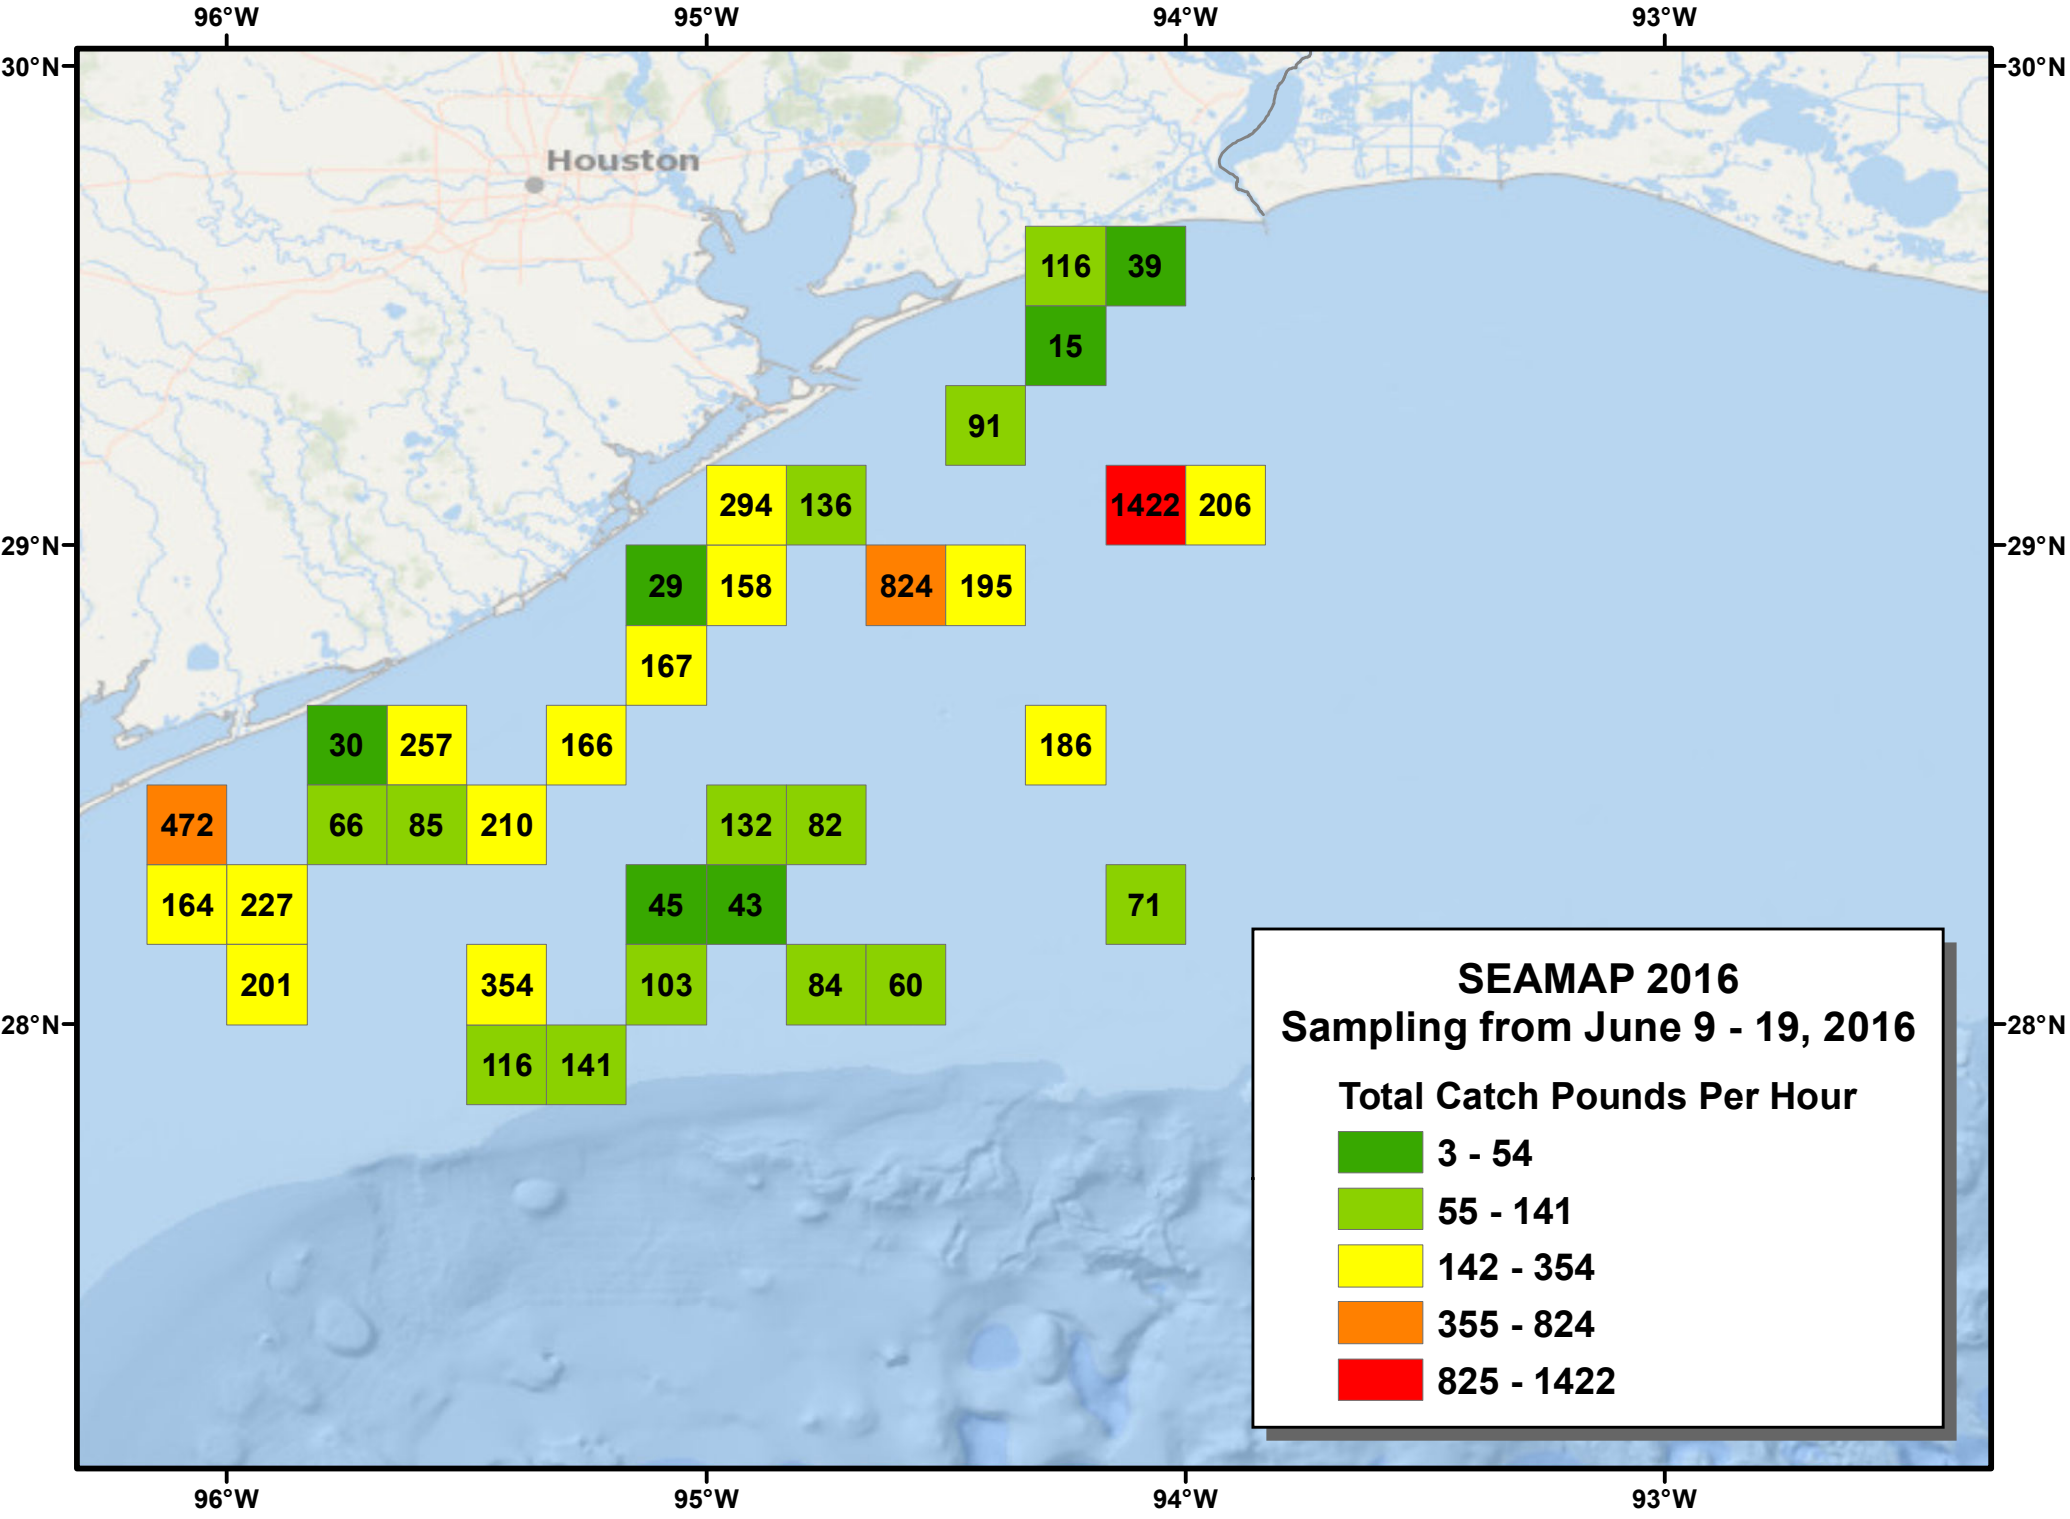 96°W 95°W 94°W 93°W
30°N 30°N
Houston
116 39
15
91
294 136 1422 206
29°N 29°N
29 158 824 195
167
30 257 166 186
472 66 85 210 132 82
164 227 45 43 71
201 354 103 84 60
28°N 28°N
116 141
SEAMAP 2016
Sampling from June 9 - 19, 2016
Total Catch Pounds Per Hour
3 - 54
55 - 141
142 - 354
355 - 824
825 - 1422
96°W 95°W 94°W 93°W